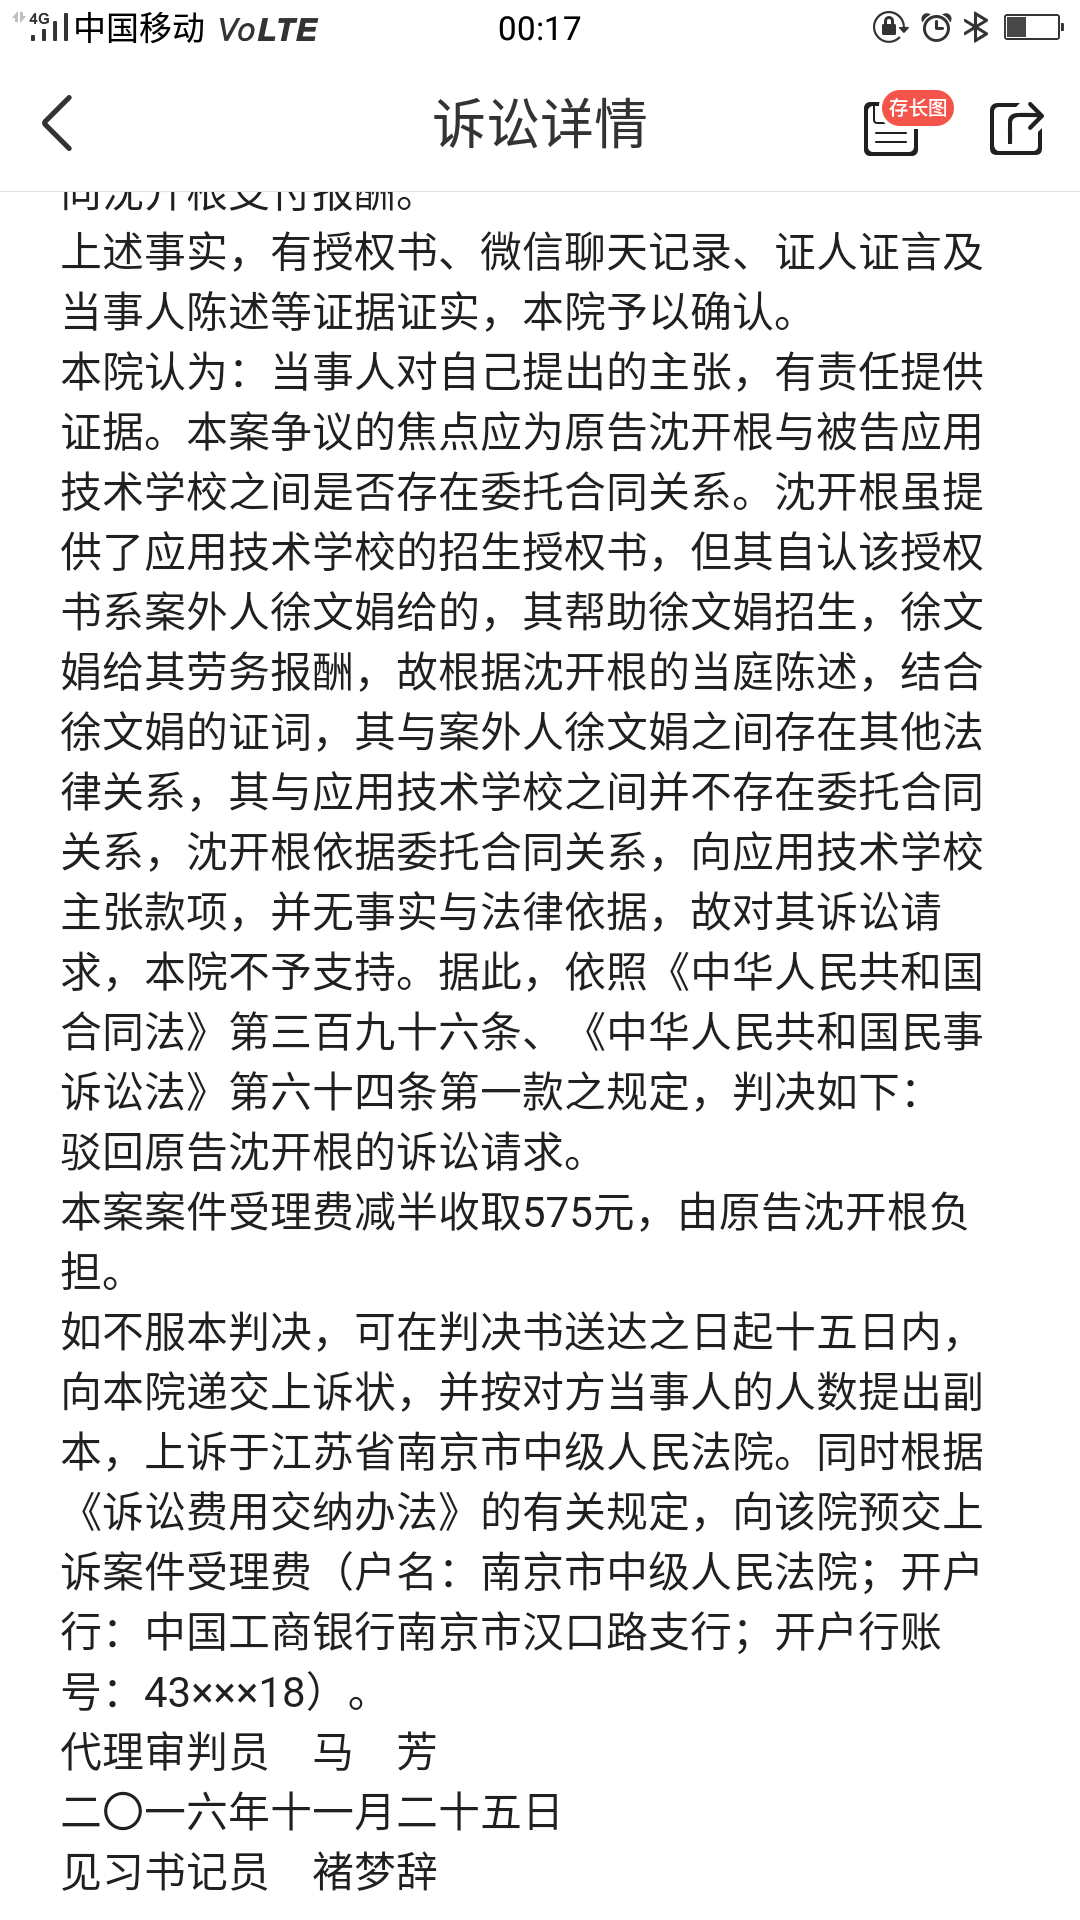 4G 中国移动 VoLTE 00:17
诉讼详情 存长图
向沈开根支付报酬。
上述事实，有授权书、微信聊天记录、证人证言及
当事人陈述等证据证实，本院予以确认。
本院认为：当事人对自己提出的主张，有责任提供
证据。本案争议的焦点应为原告沈开根与被告应用
技术学校之间是否存在委托合同关系。沈开根虽提
供了应用技术学校的招生授权书，但其自认该授权
书系案外人徐文娟给的，其帮助徐文娟招生，徐文
娟给其劳务报酬，故根据沈开根的当庭陈述，结合
徐文娟的证词，其与案外人徐文娟之间存在其他法
律关系，其与应用技术学校之间并不存在委托合同
关系，沈开根依据委托合同关系，向应用技术学校
主张款项，并无事实与法律依据，故对其诉讼请
求，本院不予支持。据此，依照《中华人民共和国
合同法》第三百九十六条、《中华人民共和国民事
诉讼法》第六十四条第一款之规定，判决如下：
驳回原告沈开根的诉讼请求。
本案案件受理费减半收取575元，由原告沈开根负
担。
如不服本判决，可在判决书送达之日起十五日内，
向本院递交上诉状，并按对方当事人的人数提出副
本，上诉于江苏省南京市中级人民法院。同时根据
《诉讼费用交纳办法》的有关规定，向该院预交上
诉案件受理费（户名：南京市中级人民法院；开户
行：中国工商银行南京市汉口路支行；开户行账
号：43×××18）。
代理审判员　马　芳
二〇一六年十一月二十五日
见习书记员　褚梦辞